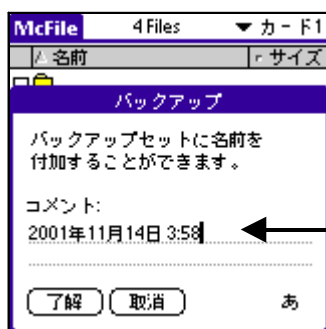 McFile 4 Files ▼ カード1
名前 サイズ
バックアップ
バックアップセットに名前を
付加することができます。
コメント:
2001年11月14日 3:58
了解 取消 あ